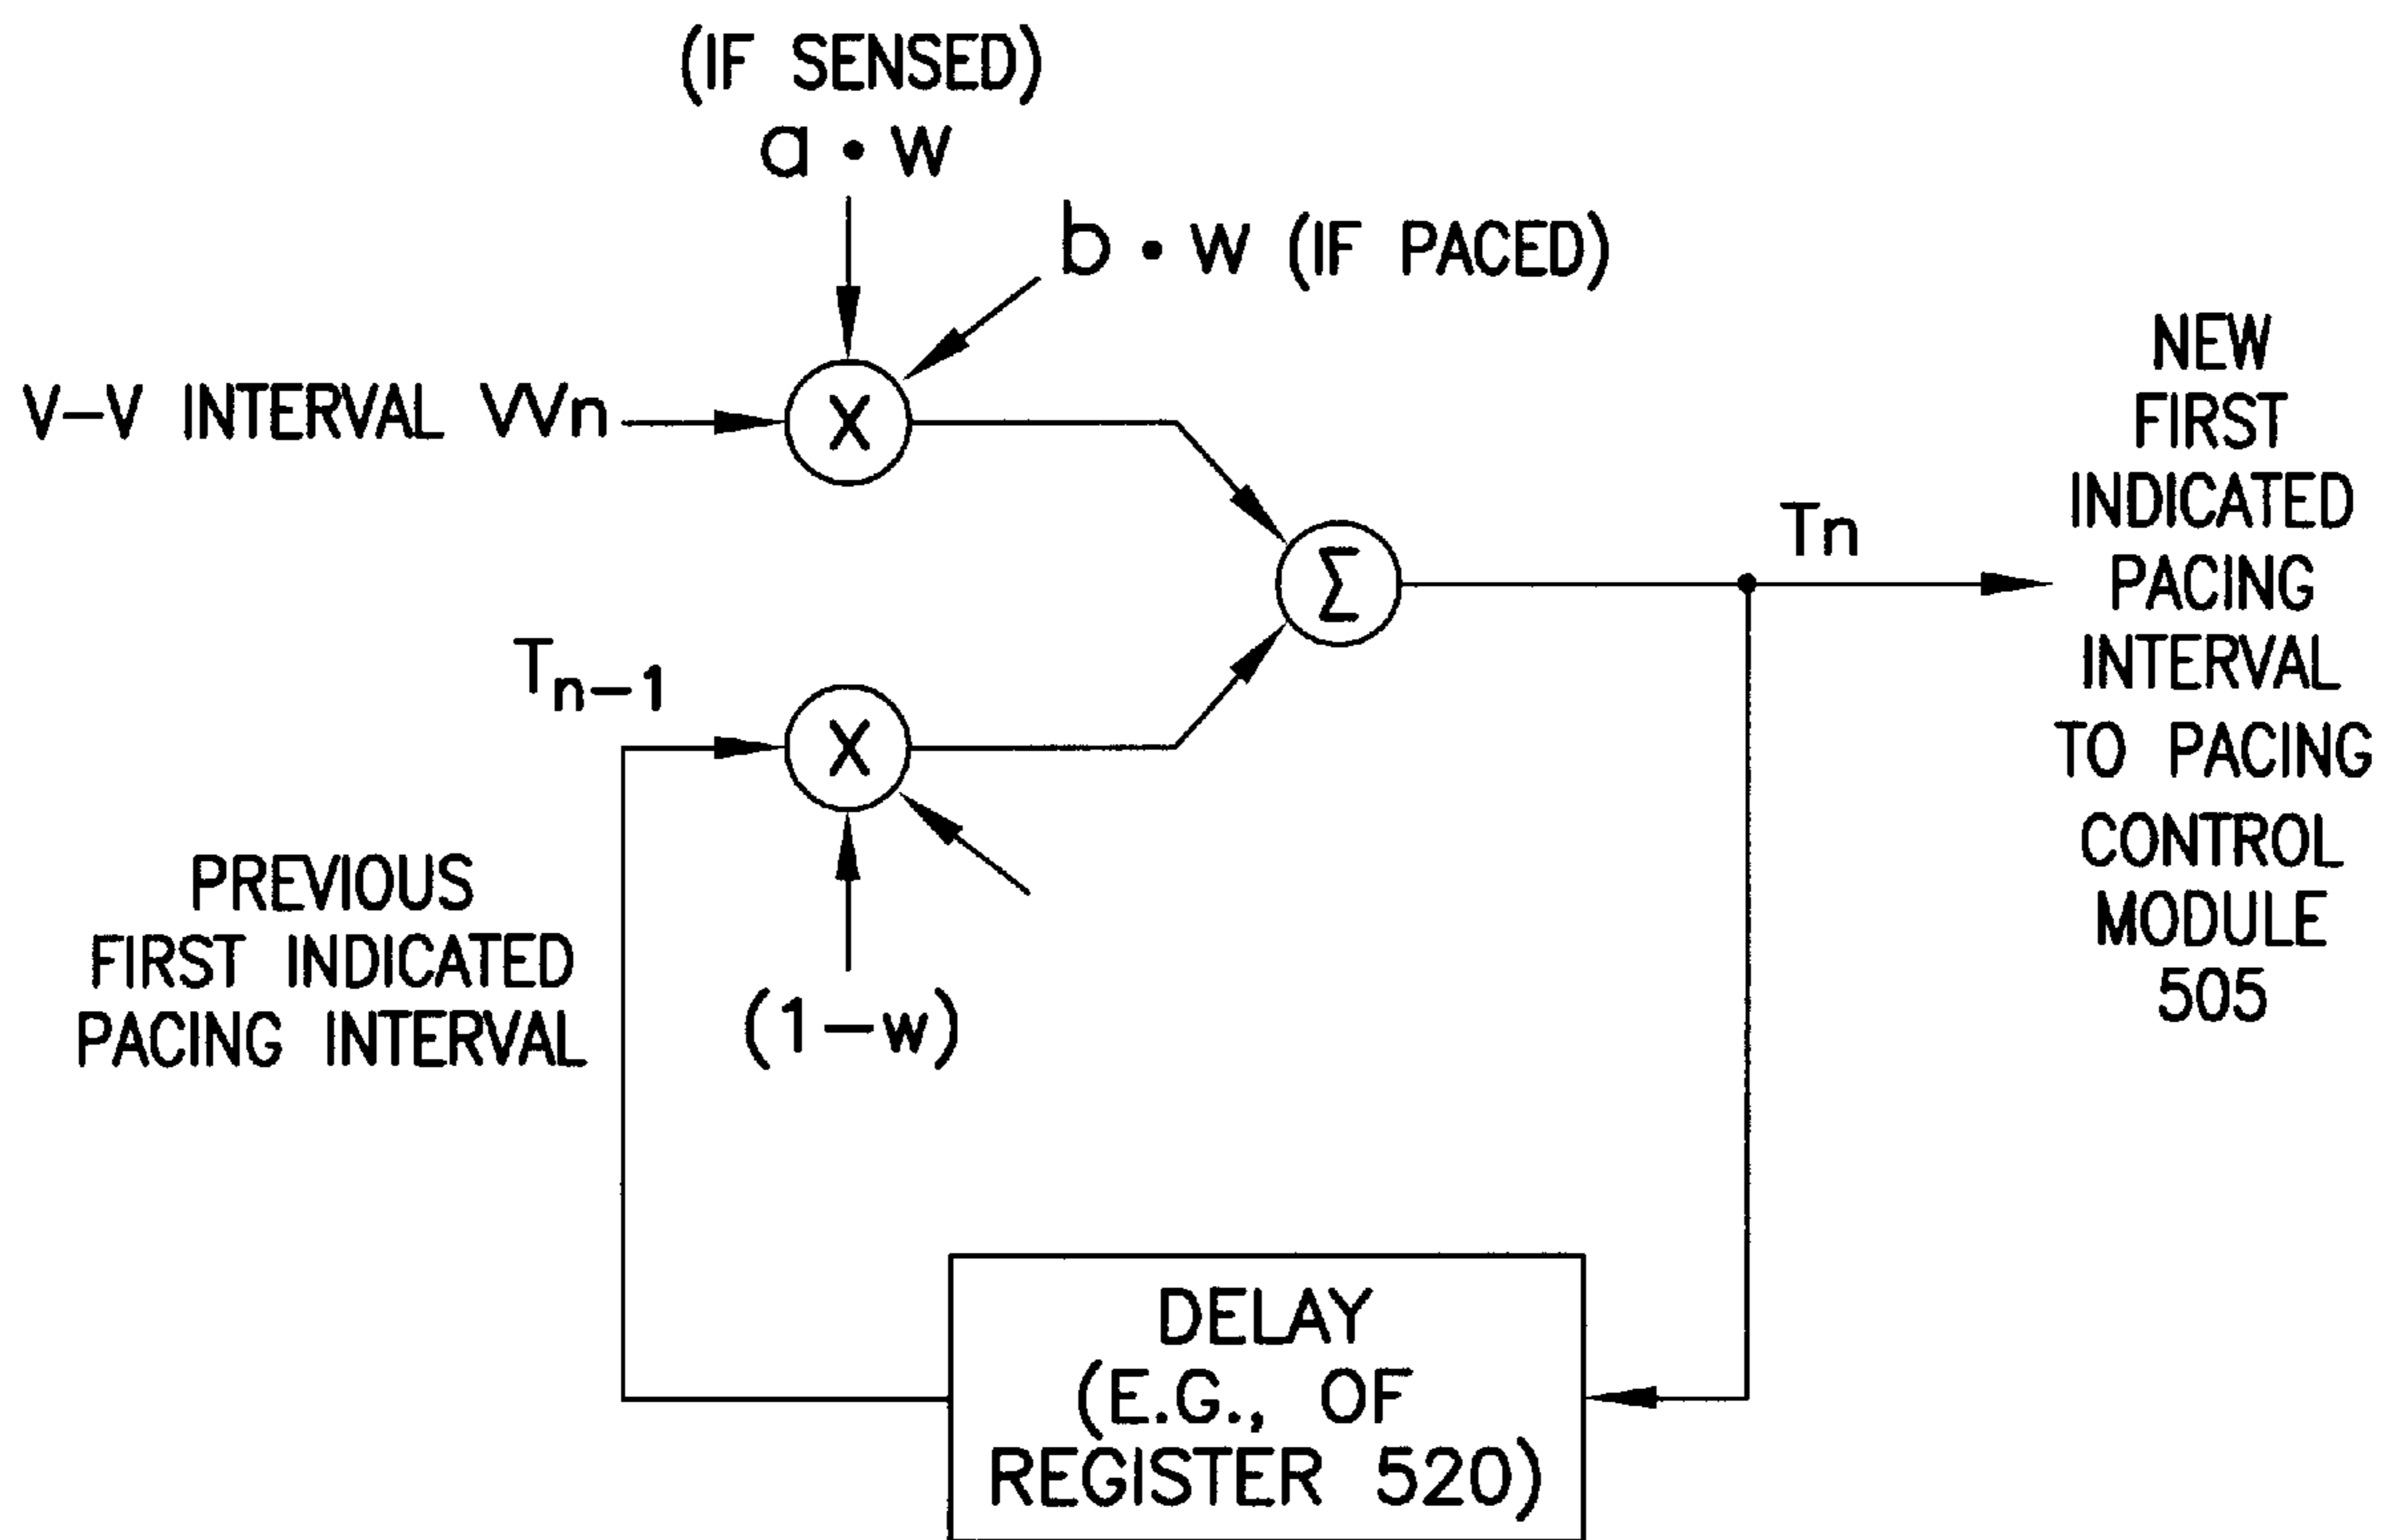 (IF SENSED)
a • w
b • w (IF PACED)
V–V INTERVAL VVn
X
NEW
FIRST
INDICATED
PACING
INTERVAL
TO PACING
CONTROL
MODULE
505
Σ
Tn
Tn–1
X
PREVIOUS
FIRST INDICATED
PACING INTERVAL
(1–w)
DELAY
(E.G., OF
REGISTER 520)